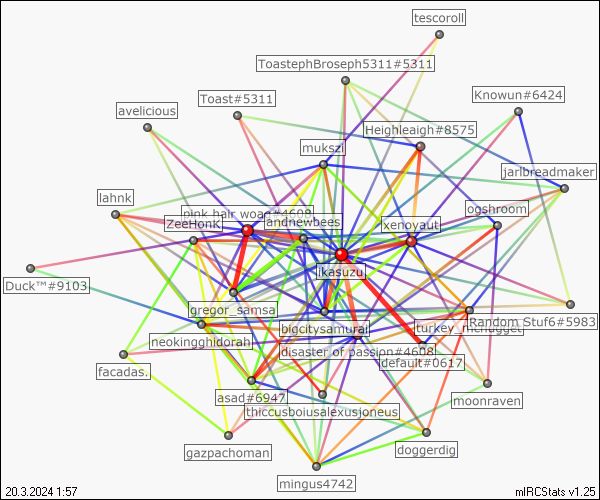 tescoroll
ToastephBroseph5311#5311
Toast#5311
Knowun#6424
avelicious
Heighleaigh#8575
mukszi
jarlbreadmaker
lahnk
pink hair woag#4608
andnewbees
ogshroom
ZeeHonK
xenoyaut
ikasuzu
Duck™#9103
gregor_samsa
bigcitysamurai
turkey_mcnugget
Random Stuf6#5983
neokingghidorah
disaster of passion#4608
default#0617
facadas.
asad#6947
moonraven
thiccusboiusalexusjoneus
gazpachoman
doggerdig
mingus4742
20.3.2024 1:57
mIRCStats v1.25